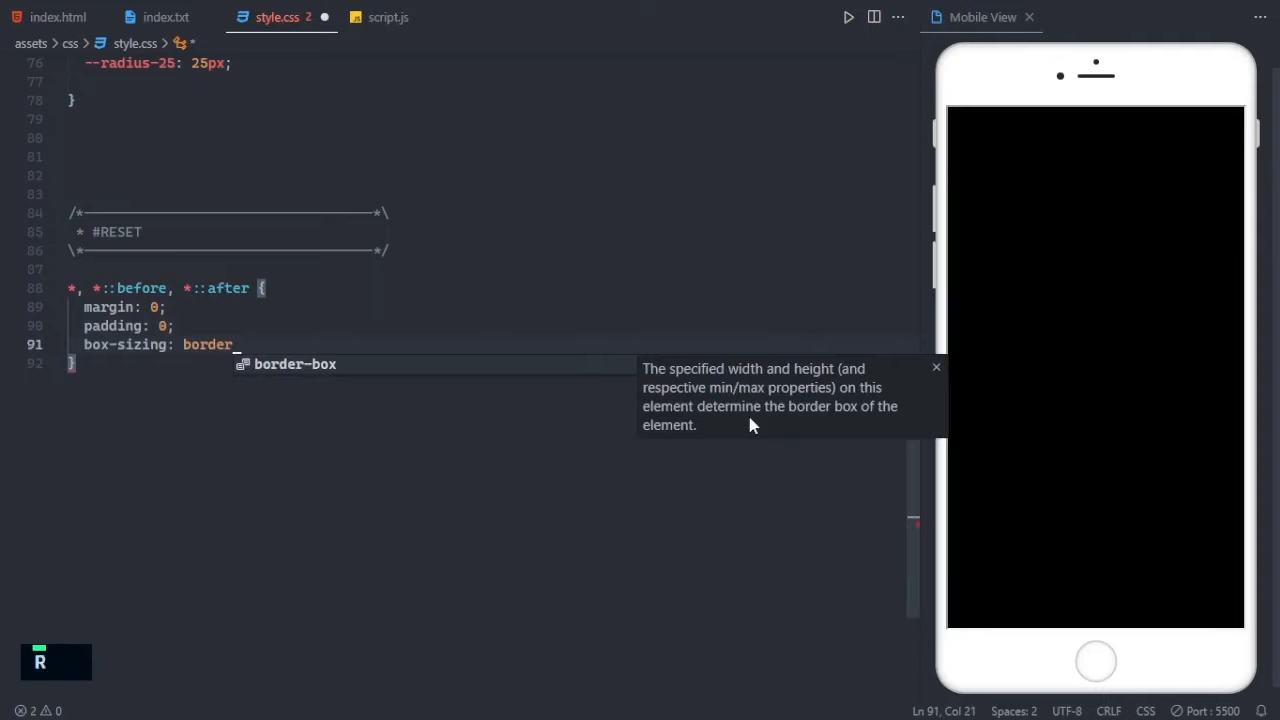 index.html index.txt style.css 2 script.js Mobile View
assets > css > style.css > *
76 --radius-25: 25px;
77
78 }
79
80
81
82
83
84 /*———————————————————*\
85 * #RESET
86 \*———————————————————*/
87
88 *, *::before, *::after {
89 margin: 0;
90 padding: 0;
91 box-sizing: border
92 }
border-box
The specified width and height (and
respective min/max properties) on this
element determine the border box of the
element.
R
2 0 Ln 91, Col 21 Spaces: 2 UTF-8 CRLF CSS Port : 5500